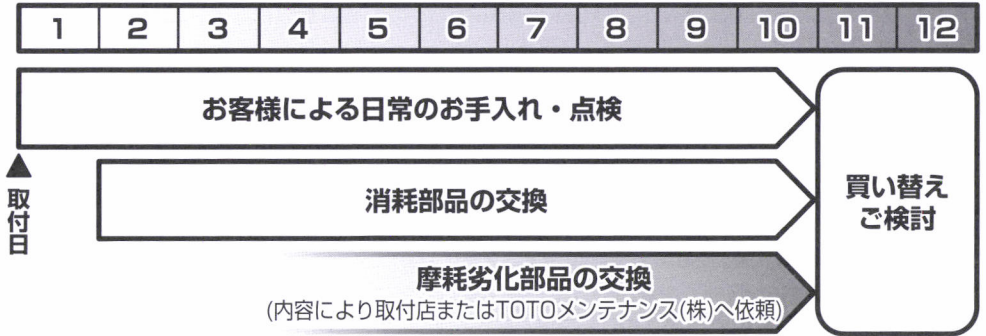 1 2 3 4 5 6 7 8 9 10 11 12
お客様による日常のお手入れ・点検
取付日
消耗部品の交換
買い替え
ご検討
摩耗劣化部品の交換
(内容により取付店またはTOTOメンテナンス(株)へ依頼)